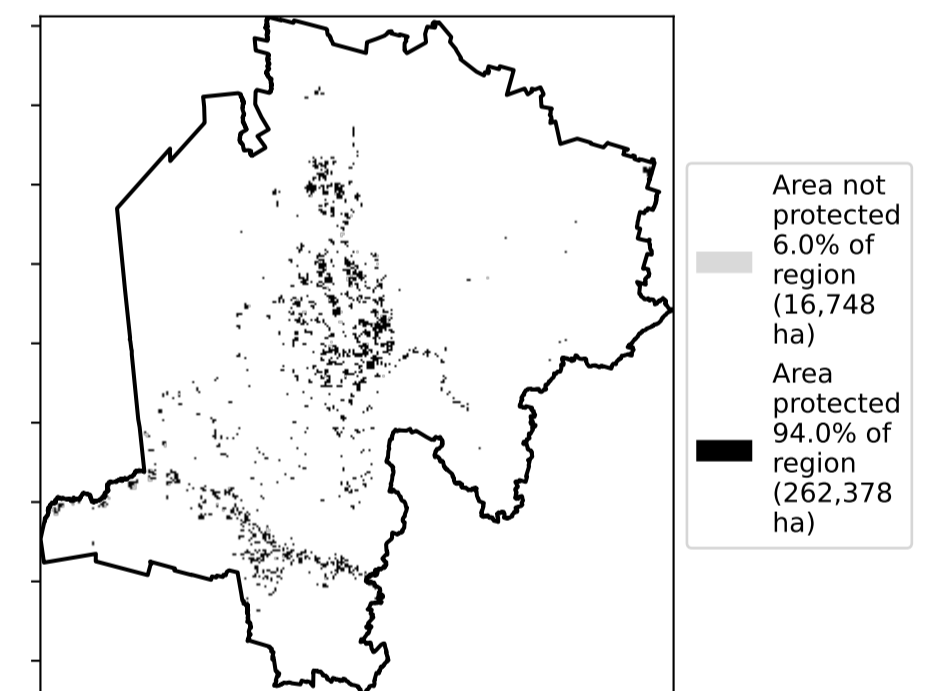 Area not
protected
6.0% of
region
(16,748
ha)
Area
protected
94.0% of
region
(262,378
ha)